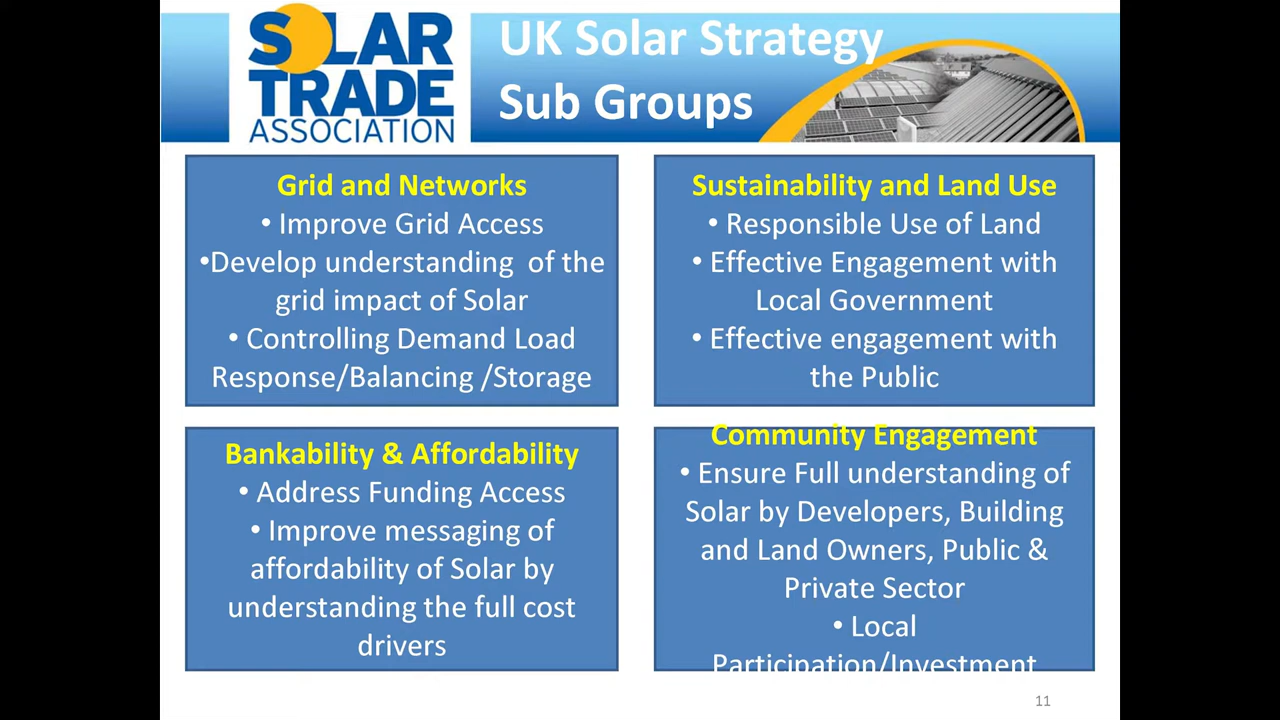 SOLAR
TRADE
ASSOCIATION
UK Solar Strategy
Sub Groups
Grid and Networks
• Improve Grid Access
•Develop understanding  of the
grid impact of Solar
• Controlling Demand Load
Response/Balancing /Storage
Sustainability and Land Use
• Responsible Use of Land
• Effective Engagement with
Local Government
• Effective engagement with
the Public
Bankability & Affordability
• Address Funding Access
• Improve messaging of
affordability of Solar by
understanding the full cost
drivers
Community Engagement
• Ensure Full understanding of
Solar by Developers, Building
and Land Owners, Public &
Private Sector
• Local
Participation/Investment
11